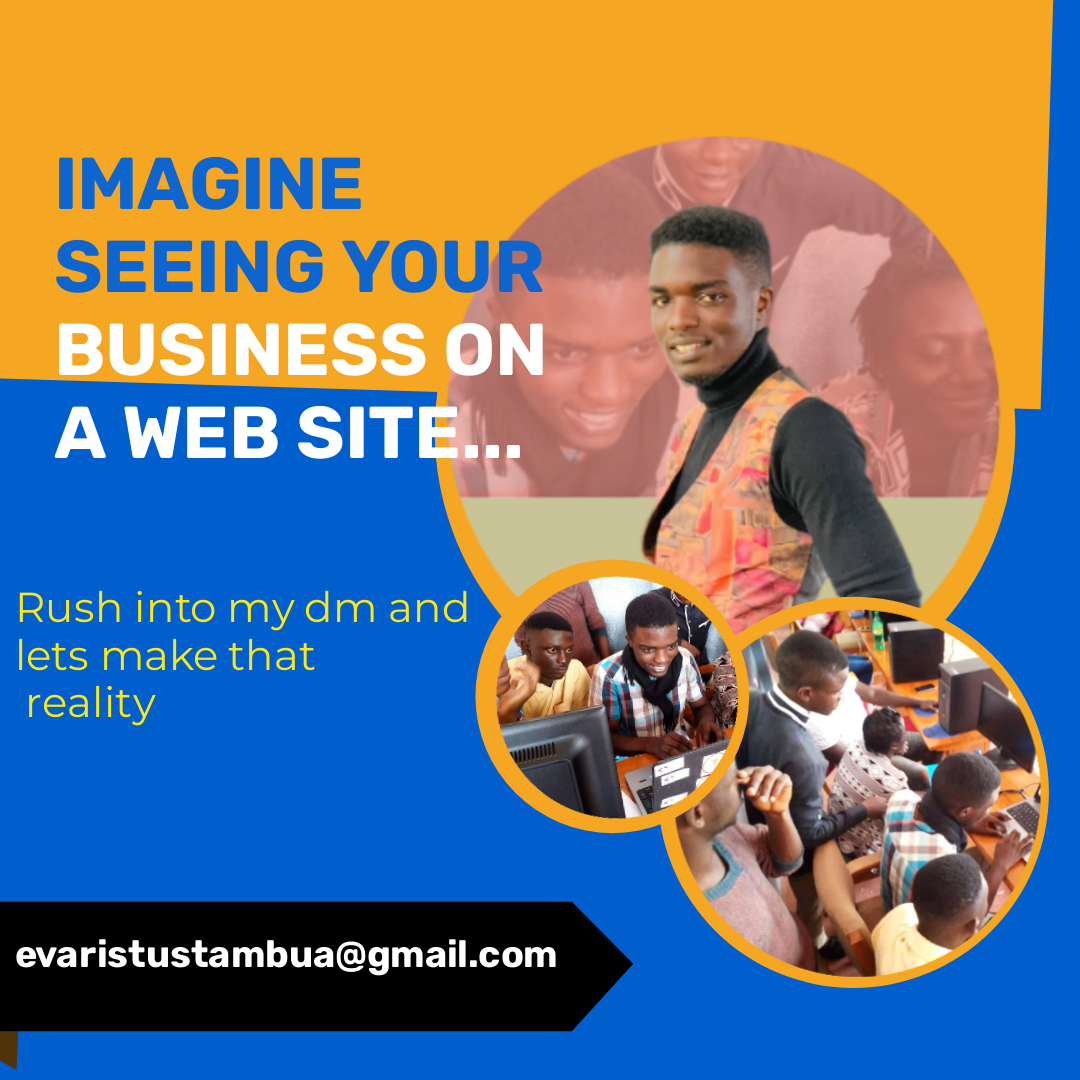 IMAGINE
SEEING YOUR
BUSINESS ON
A WEB SITE...
Rush into my dm and
lets make that
reality
evaristustambua@gmail.com